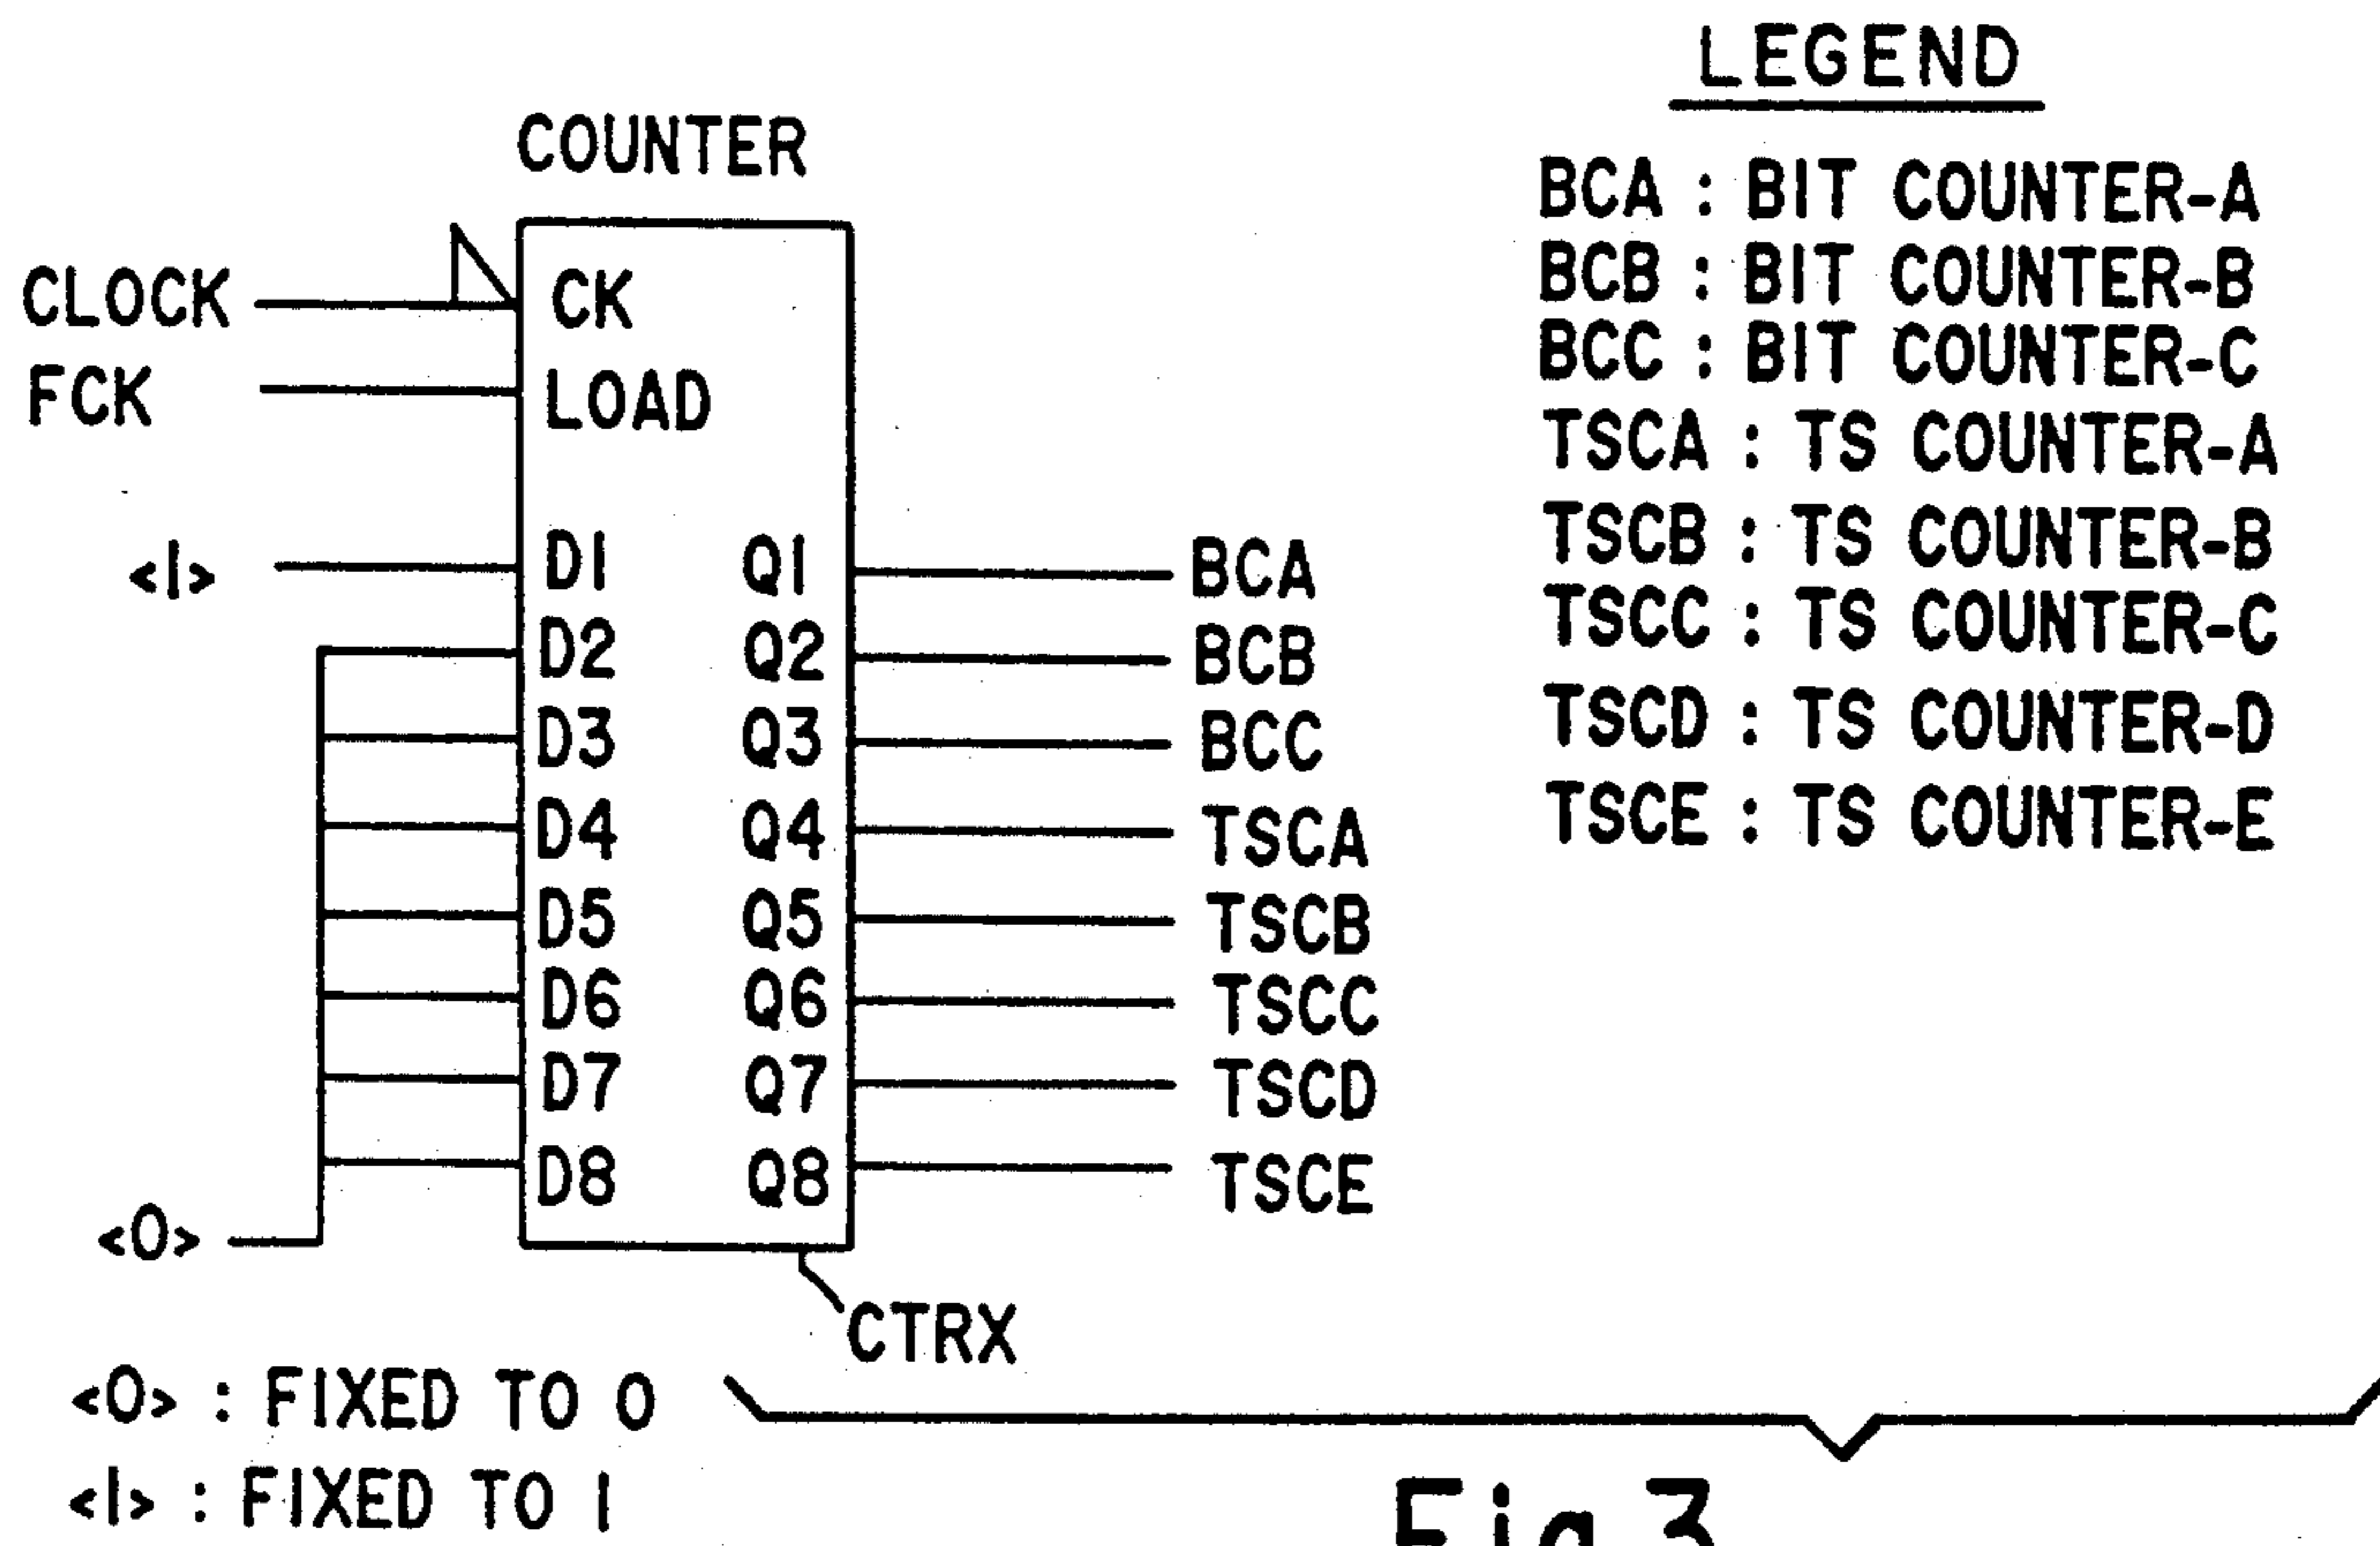 LEGEND
COUNTER
BCA : BIT COUNTER-A
BCB : BIT COUNTER-B
BCC : BIT COUNTER-C
TSCA : TS COUNTER-A
TSCB : TS COUNTER-B
TSCC : TS COUNTER-C
TSCD : TS COUNTER-D
TSCE : TS COUNTER-E
CLOCK CK
FCK LOAD
<1> D1 Q1 BCA
D2 Q2 BCB
D3 Q3 BCC
D4 Q4 TSCA
D5 Q5 TSCB
D6 Q6 TSCC
D7 Q7 TSCD
D8 Q8 TSCE
<0>
CTRX
<0> : FIXED TO 0
<1> : FIXED TO 1
Fig.3